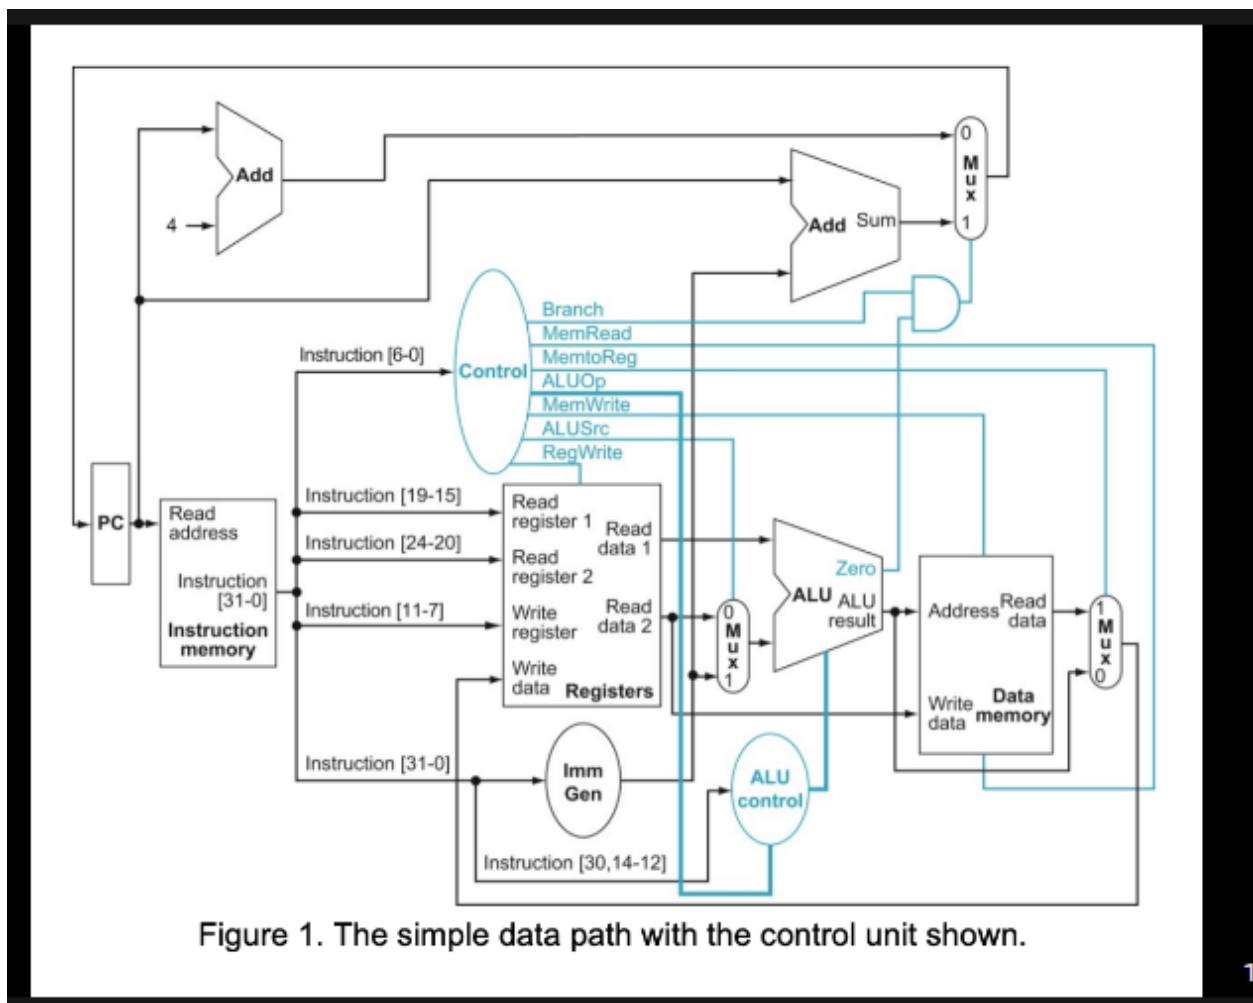 Add
4
Add Sum
0
Mux
1
Branch
MemRead
MemtoReg
ALUOp
MemWrite
ALUSrc
RegWrite
Control
Instruction [6-0]
PC
Read
address
Instruction
[31-0]
Instruction
memory
Instruction [19-15]
Instruction [24-20]
Instruction [11-7]
Instruction [31-0]
Read
register 1
Read
register 2
Write
register
Write
data
Registers
Read
data 1
Read
data 2
0
Mux
1
Zero
ALU
ALU
result
Address
Read
data
Write
data
Data
memory
1
Mux
0
Imm
Gen
ALU
control
Instruction [30,14-12]
Figure 1. The simple data path with the control unit shown.
1